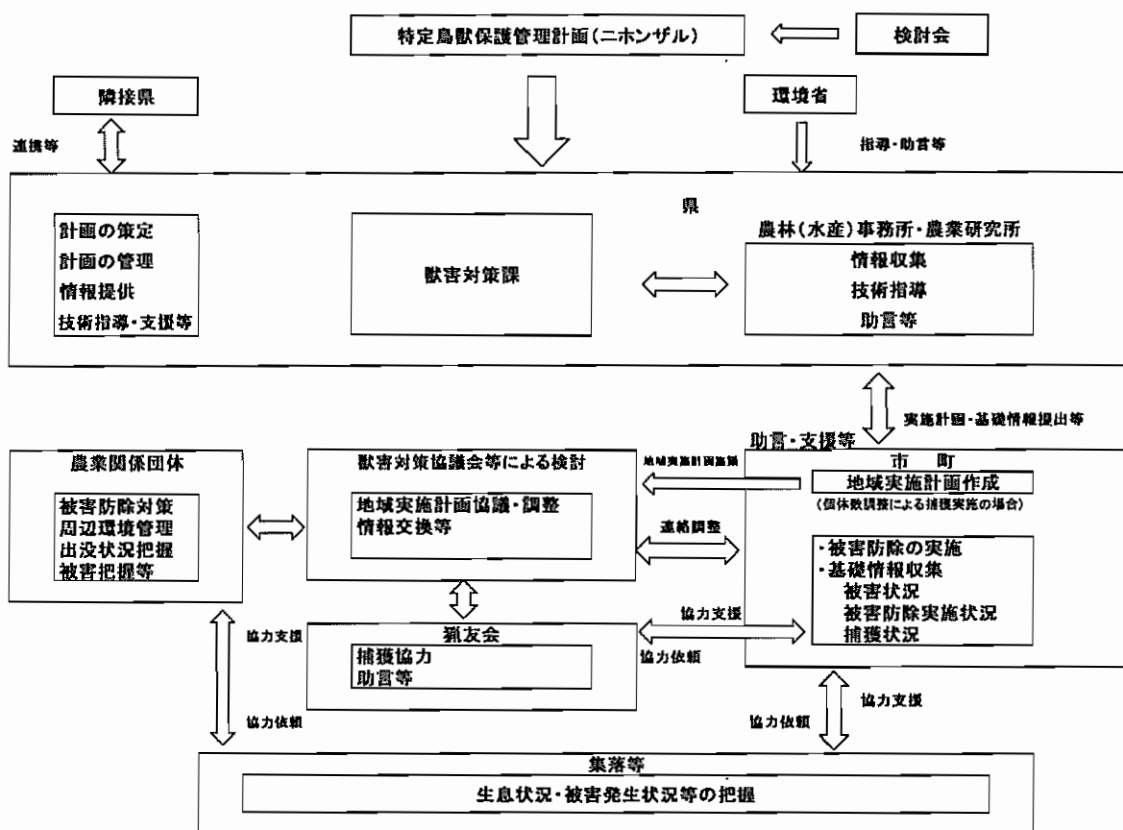 特定鳥獣保護管理計画(ニホンザル)
検討会
隣接県
環境省
連携等
指導・助言等
県
計画の策定
計画の管理
情報提供
技術指導・支援等
獣害対策課
農林(水産)事務所・農業研究所
情報収集
技術指導
助言等
実施計画・基礎情報提出等
助言・支援等
農業関係団体
被害防除対策
周辺環境管理
出没状況把握
被害把握等
獣害対策協議会等による検討
地域実施計画協議・調整
情報交換等
地域実施計画
連絡調整
市 町
地域実施計画作成
(個体数調整による捕獲実施の場合)
・被害防除の実施
・基礎情報収集
被害状況
被害防除実施状況
捕獲状況
猟友会
捕獲協力
助言等
協力支援
協力依頼
協力支援
協力依頼
協力支援
協力依頼
集落等
生息状況・被害発生状況等の把握